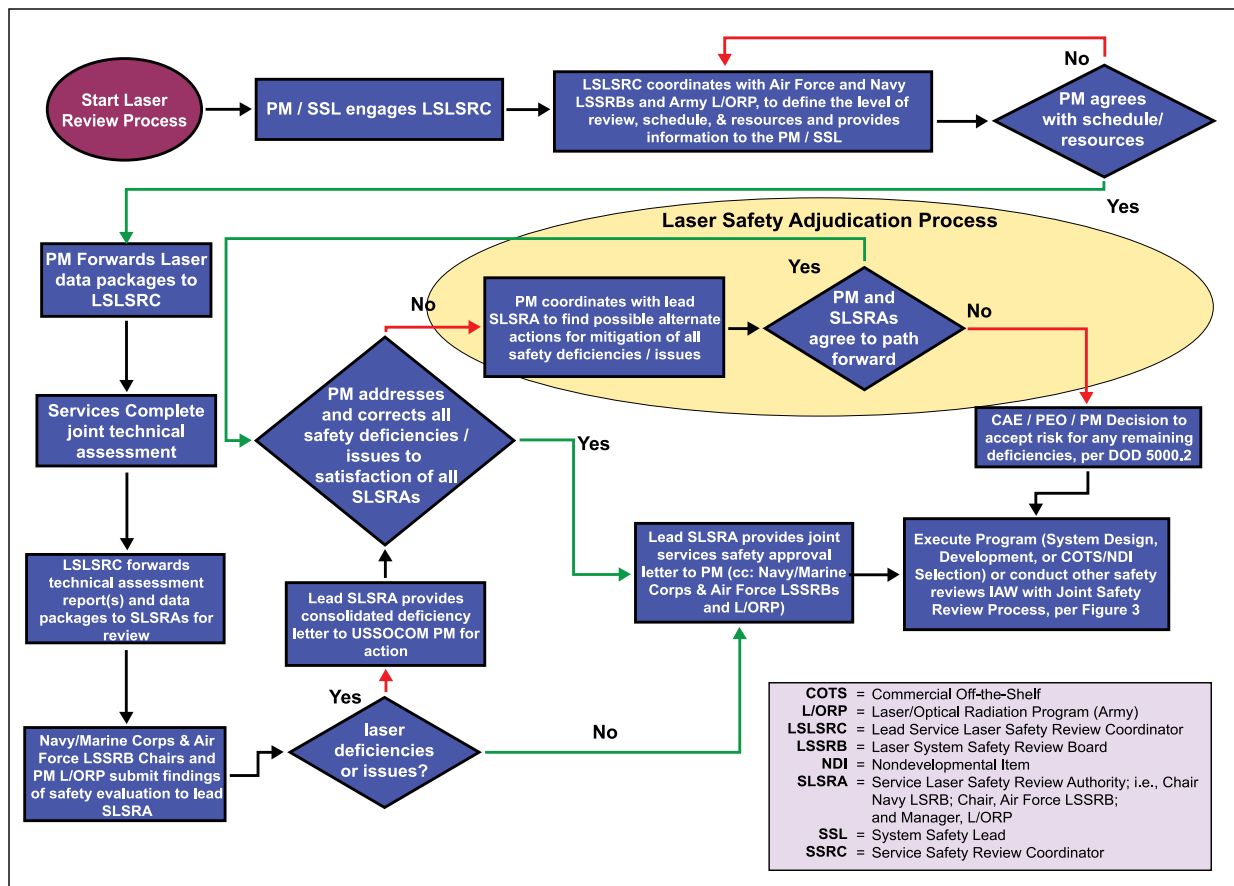 Start Laser
Review Process
PM / SSL engages LSLSRC
LSLSRC coordinates with Air Force and Navy
LSSRBs and Army L/ORP, to define the level of
review, schedule, & resources and provides
information to the PM / SSL
No
PM agrees
with schedule/
resources
Yes
Laser Safety Adjudication Process
PM Forwards Laser
data packages to
LSLSRC
No
PM coordinates with lead
SLSRA to find possible alternate
actions for mitigation of all
safety deficiencies / issues
Yes
PM and
SLSRAs
agree to path
forward
No
Services Complete
joint technical
assessment
PM addresses
and corrects all
safety deficiencies /
issues to
satisfaction of all
SLSRAs
Yes
CAE / PEO / PM Decision to
accept risk for any remaining
deficiencies, per DOD 5000.2
LSLSRC forwards
technical assessment
report(s) and data
packages to SLSRAs for
review
Lead SLSRA provides
consolidated deficiency
letter to USSOCOM PM for
action
Lead SLSRA provides joint
services safety approval
letter to PM (cc: Navy/Marine
Corps & Air Force LSSRBs
and L/ORP)
Execute Program (System Design,
Development, or COTS/NDI
Selection) or conduct other safety
reviews IAW with Joint Safety
Review Process, per Figure 3
Navy/Marine Corps & Air
Force LSSRB Chairs and
PM L/ORP submit findings
of safety evaluation to lead
SLSRA
Yes
laser
deficiencies
or issues?
No
COTS = Commercial Off-the-Shelf
L/ORP = Laser/Optical Radiation Program (Army)
LSLSRC = Lead Service Laser Safety Review Coordinator
LSSRB = Laser System Safety Review Board
NDI = Nondevelopmental Item
SLSRA = Service Laser Safety Review Authority; i.e., Chair
Navy LSRB; Chair, Air Force LSSRB;
and Manager, L/ORP
SSL = System Safety Lead
SSRC = Service Safety Review Coordinator